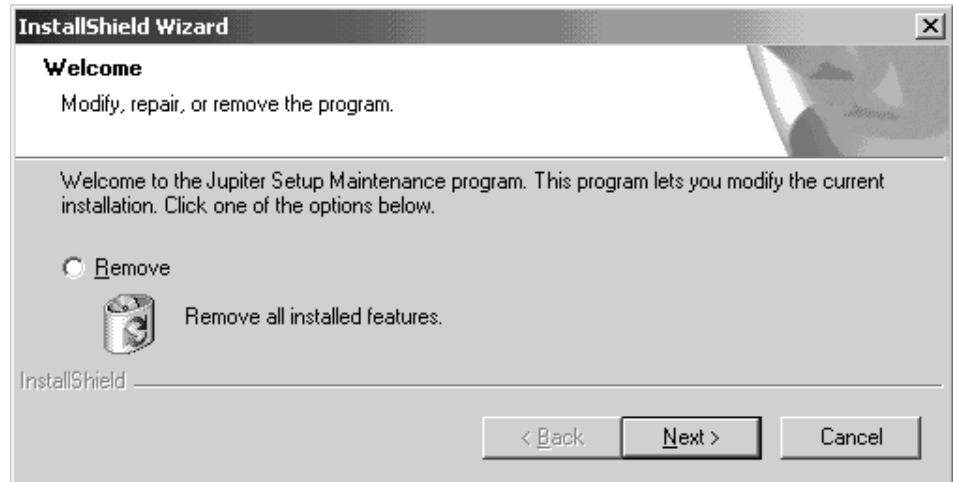 InstallShield Wizard
Welcome
Modify, repair, or remove the program.
Welcome to the Jupiter Setup Maintenance program. This program lets you modify the current
installation. Click one of the options below.
Remove
Remove all installed features.
InstallShield
< Back Next > Cancel